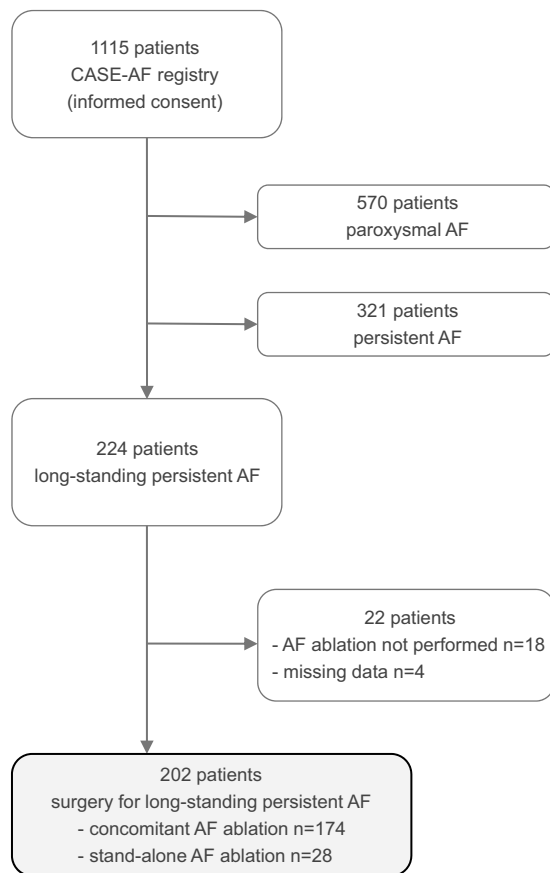 1115 patients
CASE-AF registry
(informed consent)
570 patients
paroxysmal AF
321 patients
persistent AF
224 patients
long-standing persistent AF
22 patients
- AF ablation not performed n=18
- missing data n=4
202 patients
surgery for long-standing persistent AF
- concomitant AF ablation n=174
- stand-alone AF ablation n=28